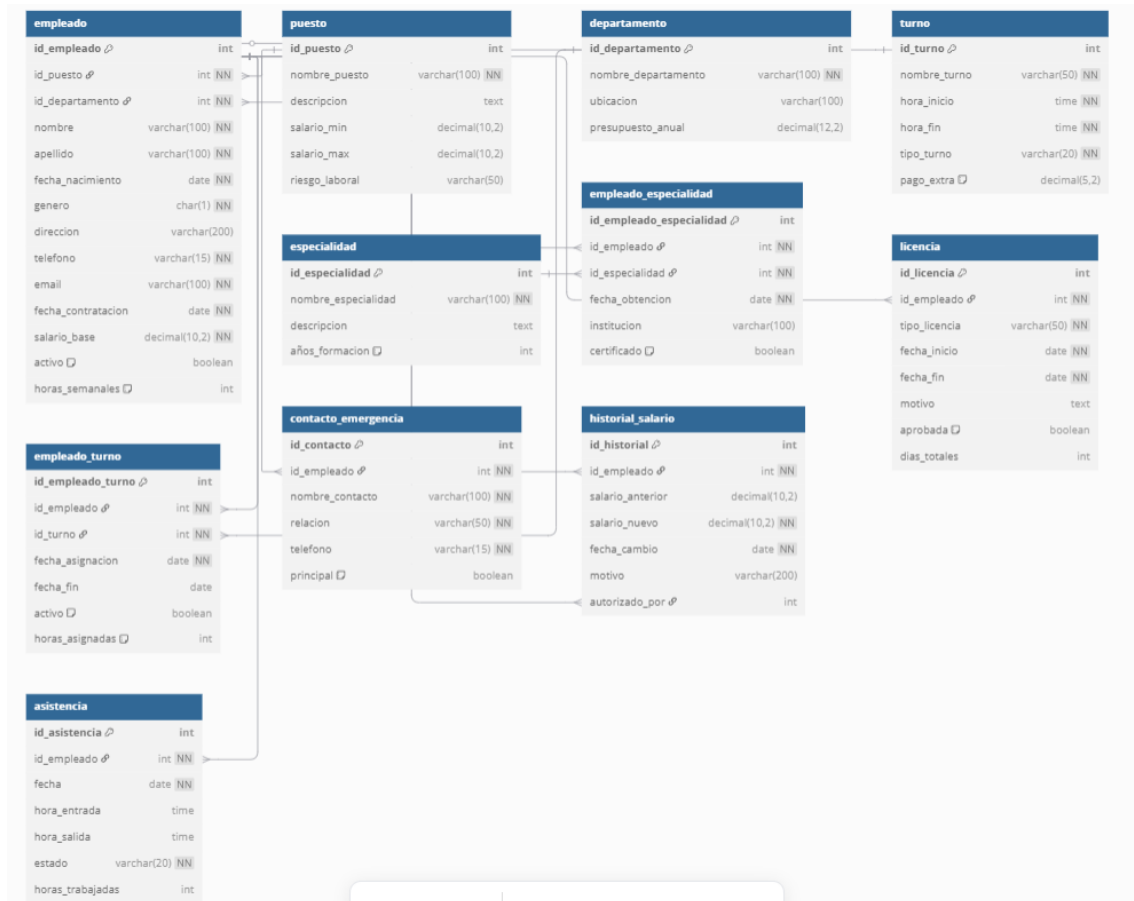 empleado
id_empleado int
id_puesto int NN
id_departamento int NN
nombre varchar(100) NN
apellido varchar(100) NN
fecha_nacimiento date NN
genero char(1) NN
direccion varchar(200)
telefono varchar(15) NN
email varchar(100) NN
fecha_contratacion date NN
salario_base decimal(10,2) NN
activo boolean
horas_semanales int
puesto
id_puesto int
nombre_puesto varchar(100) NN
descripcion text
salario_min decimal(10,2)
salario_max decimal(10,2)
riesgo_laboral varchar(50)
departamento
id_departamento int
nombre_departamento varchar(100) NN
ubicacion varchar(100)
presupuesto_anual decimal(12,2)
turno
id_turno int
nombre_turno varchar(50) NN
hora_inicio time NN
hora_fin time NN
tipo_turno varchar(20) NN
pago_extra decimal(5,2)
especialidad
id_especialidad int
nombre_especialidad varchar(100) NN
descripcion text
años_formacion int
empleado_especialidad
id_empleado_especialidad int
id_empleado int NN
id_especialidad int NN
fecha_obtencion date NN
institucion varchar(100)
certificado boolean
licencia
id_licencia int
id_empleado int NN
tipo_licencia varchar(50) NN
fecha_inicio date NN
fecha_fin date NN
motivo text
aprobada boolean
dias_totales int
contacto_emergencia
id_contacto int
id_empleado int NN
nombre_contacto varchar(100) NN
relacion varchar(50) NN
telefono varchar(15) NN
principal boolean
historial_salario
id_historial int
id_empleado int NN
salario_anterior decimal(10,2)
salario_nuevo decimal(10,2) NN
fecha_cambio date NN
motivo varchar(200)
autorizado_por int
empleado_turno
id_empleado_turno int
id_empleado int NN
id_turno int NN
fecha_asignacion date NN
fecha_fin date
activo boolean
horas_asignadas int
asistencia
id_asistencia int
id_empleado int NN
fecha date NN
hora_entrada time
hora_salida time
estado varchar(20) NN
horas_trabajadas int